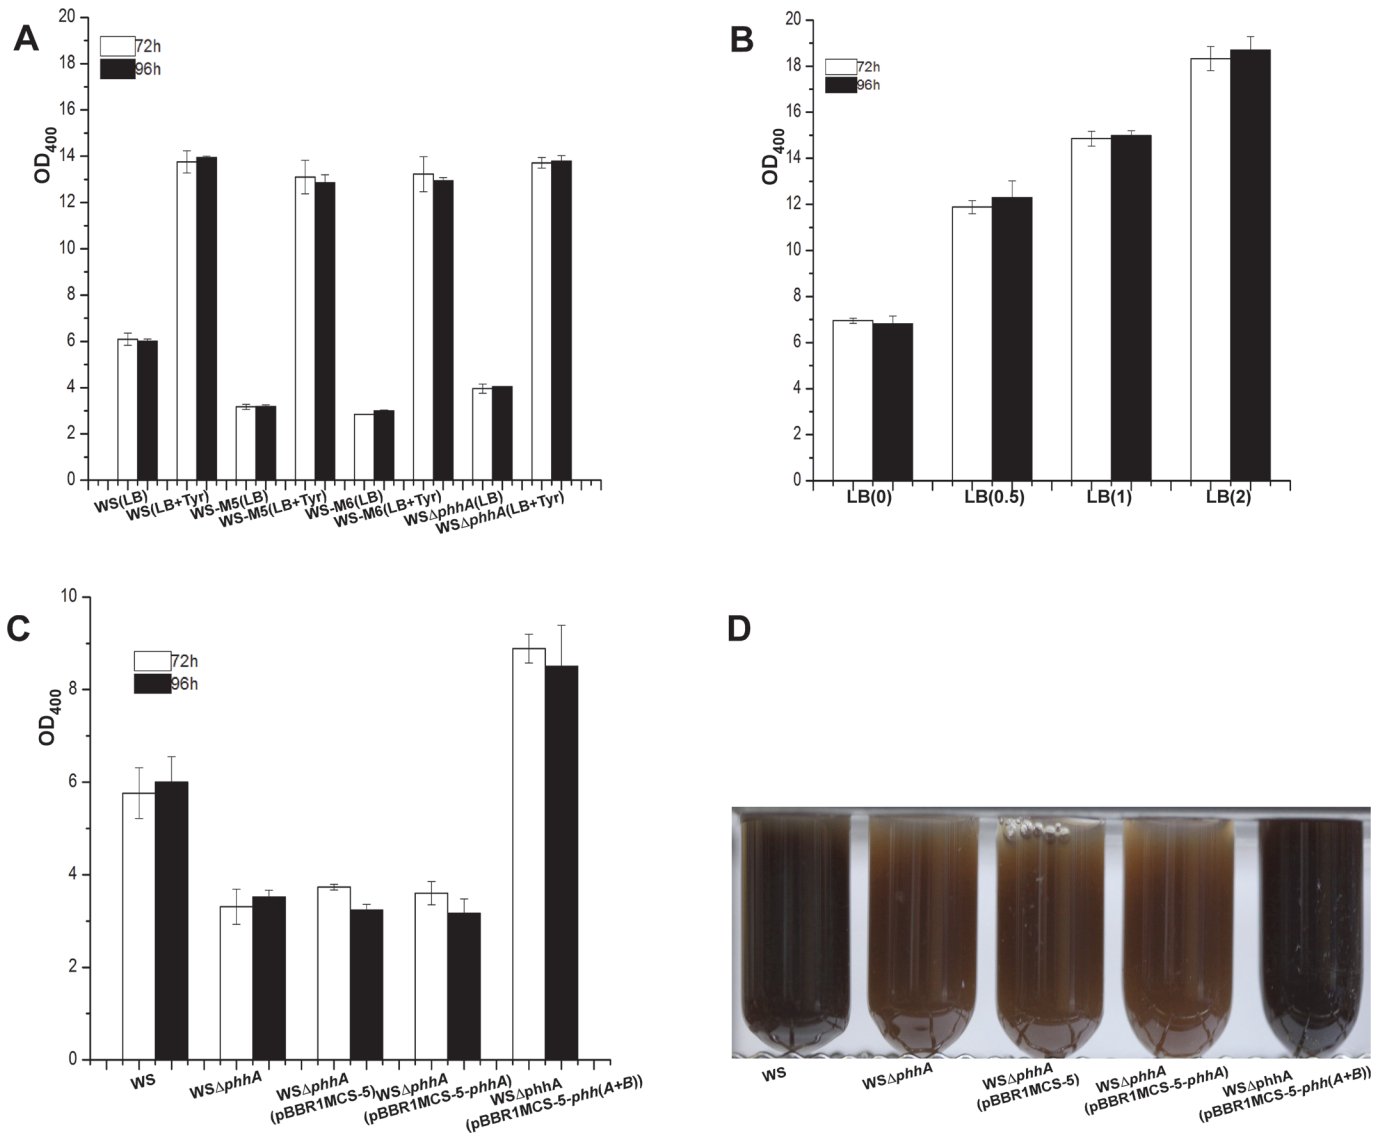 A
20
18
16
14
12
10
8
6
4
2
0
OD400
72h
96h
WS(LB)
WS(LB+Tyr)
WS-M5(LB)
WS-M5(LB+Tyr)
WS-M6(LB)
WS-M6(LB+Tyr)
WSΔphhA(LB)
WSΔphhA(LB+Tyr)
B
20
18
16
14
12
10
8
6
4
2
0
OD400
72h
96h
LB(0)
LB(0.5)
LB(1)
LB(2)
C
10
8
6
4
2
0
OD400
72h
96h
WS
WSΔphhA
WSΔphhA
(pBBR1MCS-5)
WSΔphhA
(pBBR1MCS-5-phhA)
WSΔphhA
(pBBR1MCS-5-phh(A+B))
D
WS
WSΔphhA
WSΔphhA
(pBBR1MCS-5)
WSΔphhA
(pBBR1MCS-5-phhA)
WSΔphhA
(pBBR1MCS-5-phh(A+B))